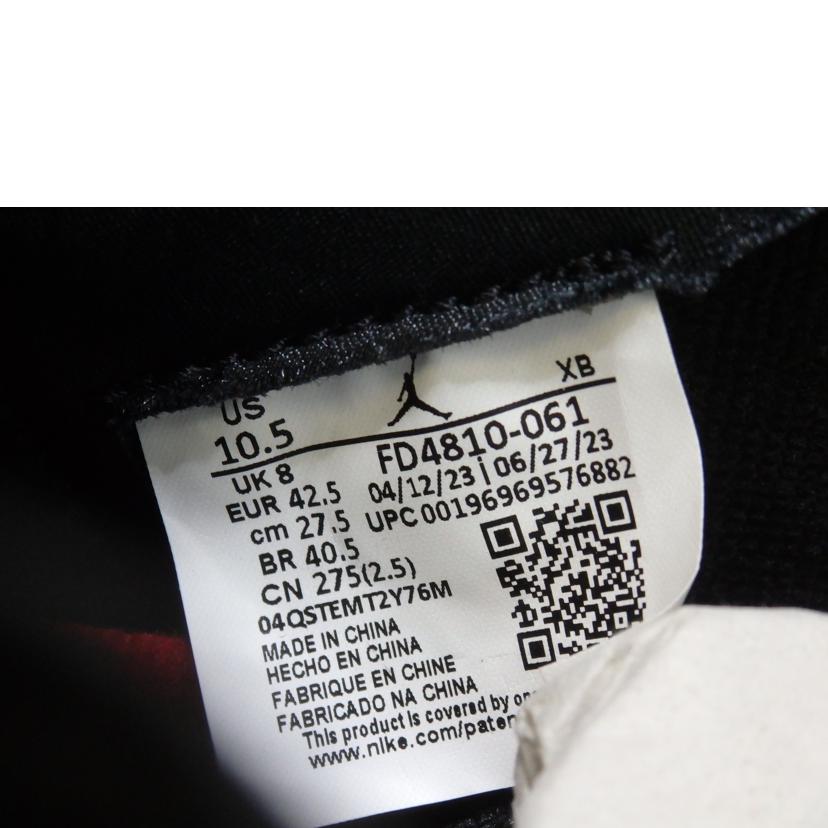 US XB
10.5 FD4810-061
UK 8 04/12/23 | 06/27/23
EUR 42.5 UPC 00196969576882
cm 27.5
BR 40.5
CN 275(2.5)
04QSTEMT2Y76M
MADE IN CHINA
HECHO EN CHINA
FABRIQUE EN CHINE
FABRICADO NA CHINA
This product is covered by
www.nike.com/paten